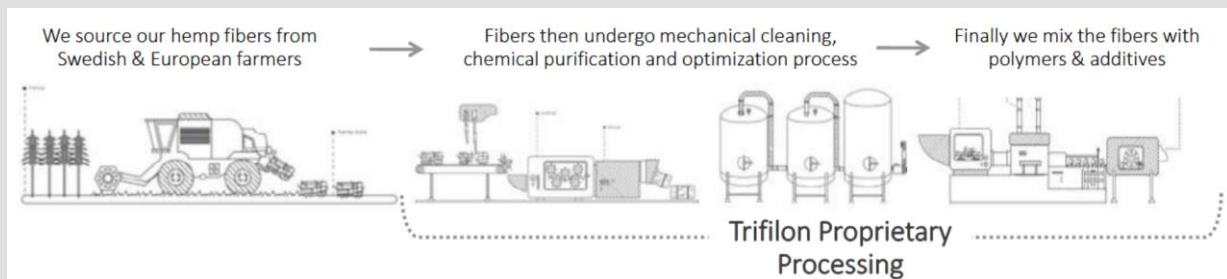 We source our hemp fibers from
Swedish & European farmers
Fibers then undergo mechanical cleaning,
chemical purification and optimization process
Finally we mix the fibers with
polymers & additives
Trifilon Proprietary
Processing